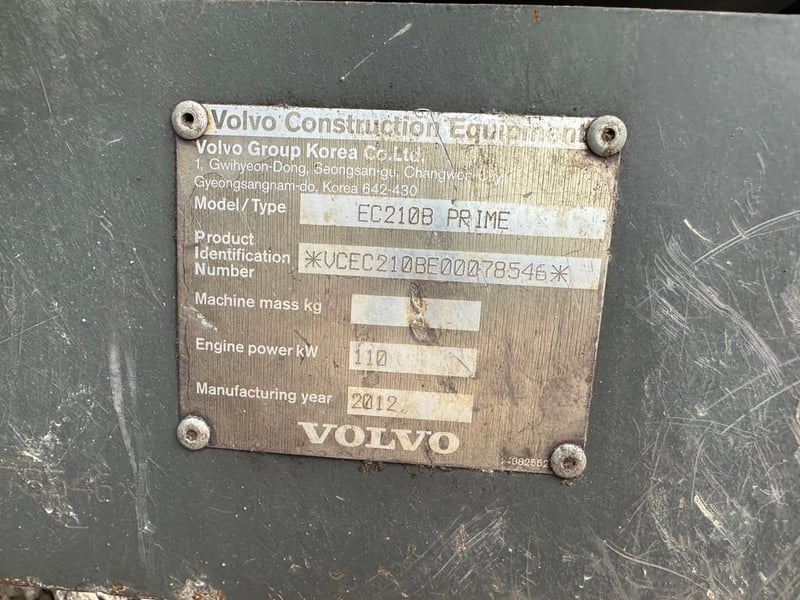 Volvo Construction Equipment
Volvo Group Korea Co.Ltd.
1, Gwihyeon-Dong, Seongsan-gu, Changwon-City,
Gyeongsangnam-do, Korea 642-430
Model/Type EC210B PRIME
Product
Identification
Number *VCEC210BE00078546*
Machine mass kg
Engine power kW 110
Manufacturing year 2012
VOLVO